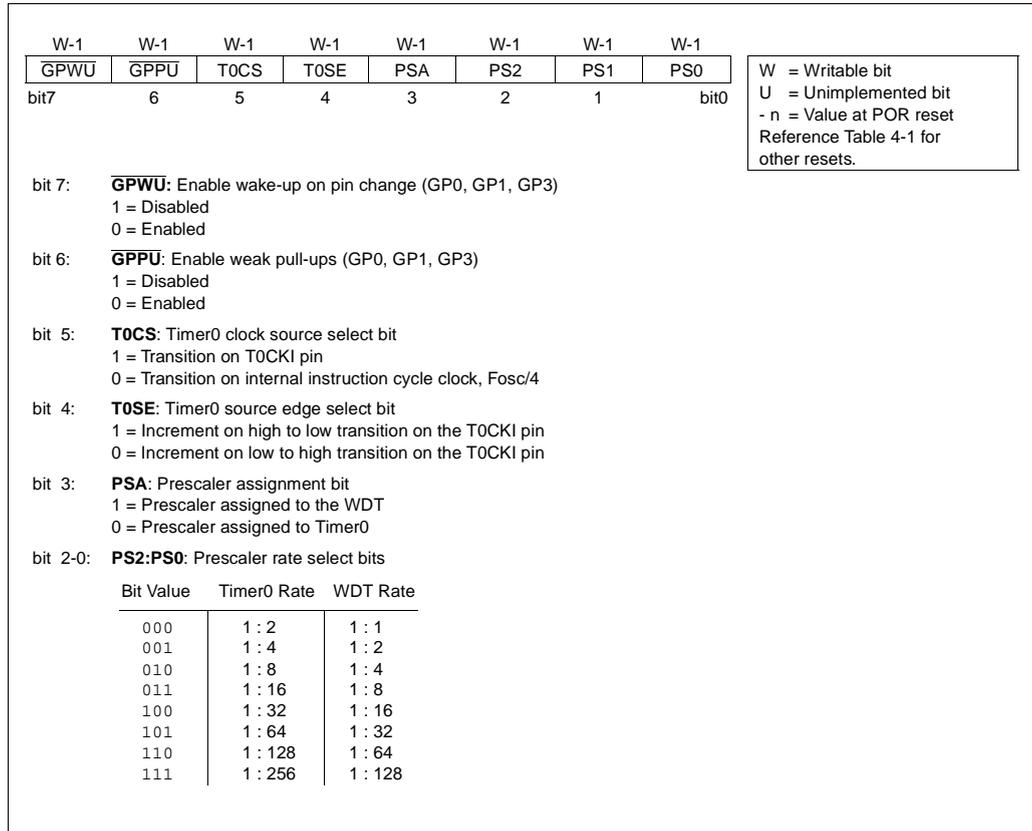 W-1 W-1 W-1 W-1 W-1 W-1 W-1 W-1
GPWU GPPU T0CS T0SE PSA PS2 PS1 PS0
bit7 6 5 4 3 2 1 bit0
W = Writable bit
U = Unimplemented bit
- n = Value at POR reset
Reference Table 4-1 for
other resets.
bit 7: GPWU: Enable wake-up on pin change (GP0, GP1, GP3)
1 = Disabled
0 = Enabled
bit 6: GPPU: Enable weak pull-ups (GP0, GP1, GP3)
1 = Disabled
0 = Enabled
bit 5: T0CS: Timer0 clock source select bit
1 = Transition on T0CKI pin
0 = Transition on internal instruction cycle clock, Fosc/4
bit 4: T0SE: Timer0 source edge select bit
1 = Increment on high to low transition on the T0CKI pin
0 = Increment on low to high transition on the T0CKI pin
bit 3: PSA: Prescaler assignment bit
1 = Prescaler assigned to the WDT
0 = Prescaler assigned to Timer0
bit 2-0: PS2:PS0: Prescaler rate select bits
Bit Value Timer0 Rate WDT Rate
000 1 : 2 1 : 1
001 1 : 4 1 : 2
010 1 : 8 1 : 4
011 1 : 16 1 : 8
100 1 : 32 1 : 16
101 1 : 64 1 : 32
110 1 : 128 1 : 64
111 1 : 256 1 : 128